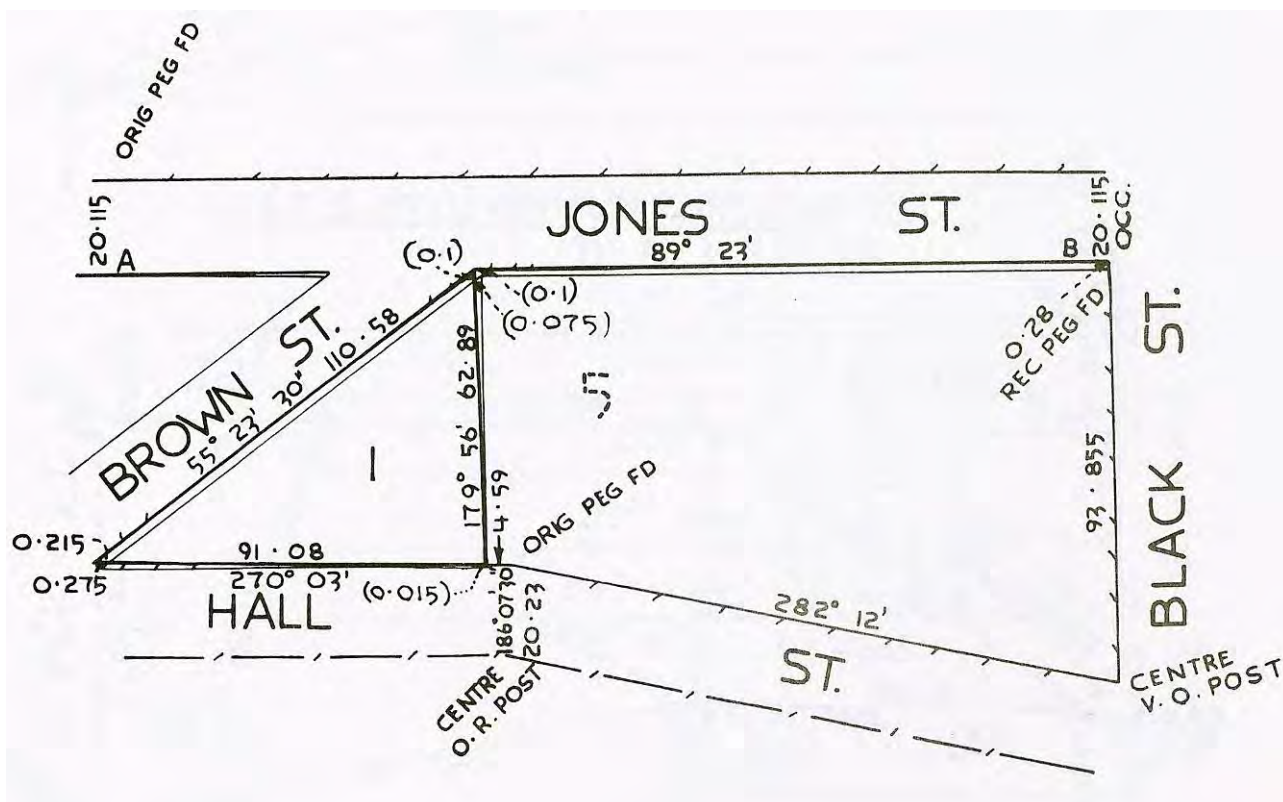 ORIG PEG FD
20·115
A
JONES ST.
89° 23'
B
20·115
OCC.
(0·1)
(0·1)
(0·075)
0·28
REC. PEG FD
BROWN ST.
55° 23' 30" 110·58
62·89
179° 56'
5
1
4·59
ORIG PEG FD
93·855
BLACK ST.
0·215
0·275
91·08
270° 03'
(0·015)
HALL ST.
186°07'30
20·23
282° 12'
CENTRE
O.R. POST
CENTRE
V.O. POST